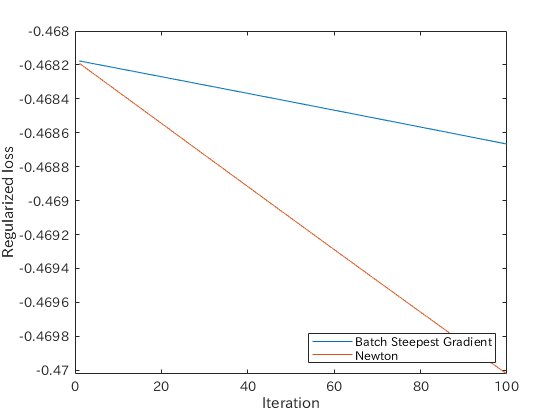 -0.468
-0.4682
-0.4684
-0.4686
-0.4688
-0.469
-0.4692
-0.4694
-0.4696
-0.4698
-0.47
Regularized loss
0 20 40 60 80 100
Iteration
Batch Steepest Gradient
Newton